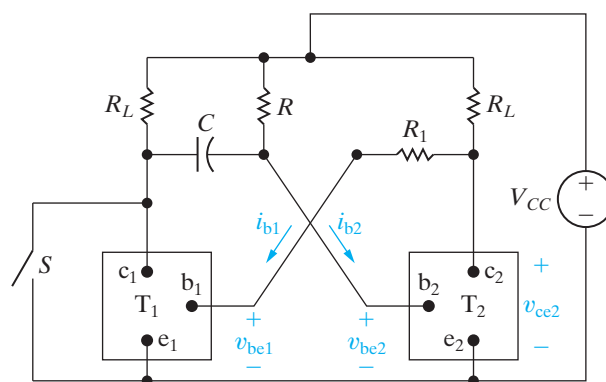 R_L
C
R
R_1
R_L
V_CC
+
−
S
i_b1
i_b2
c_1
b_1
T_1
e_1
+
v_be1
−
+
v_be2
−
c_2
b_2
T_2
e_2
+
v_ce2
−